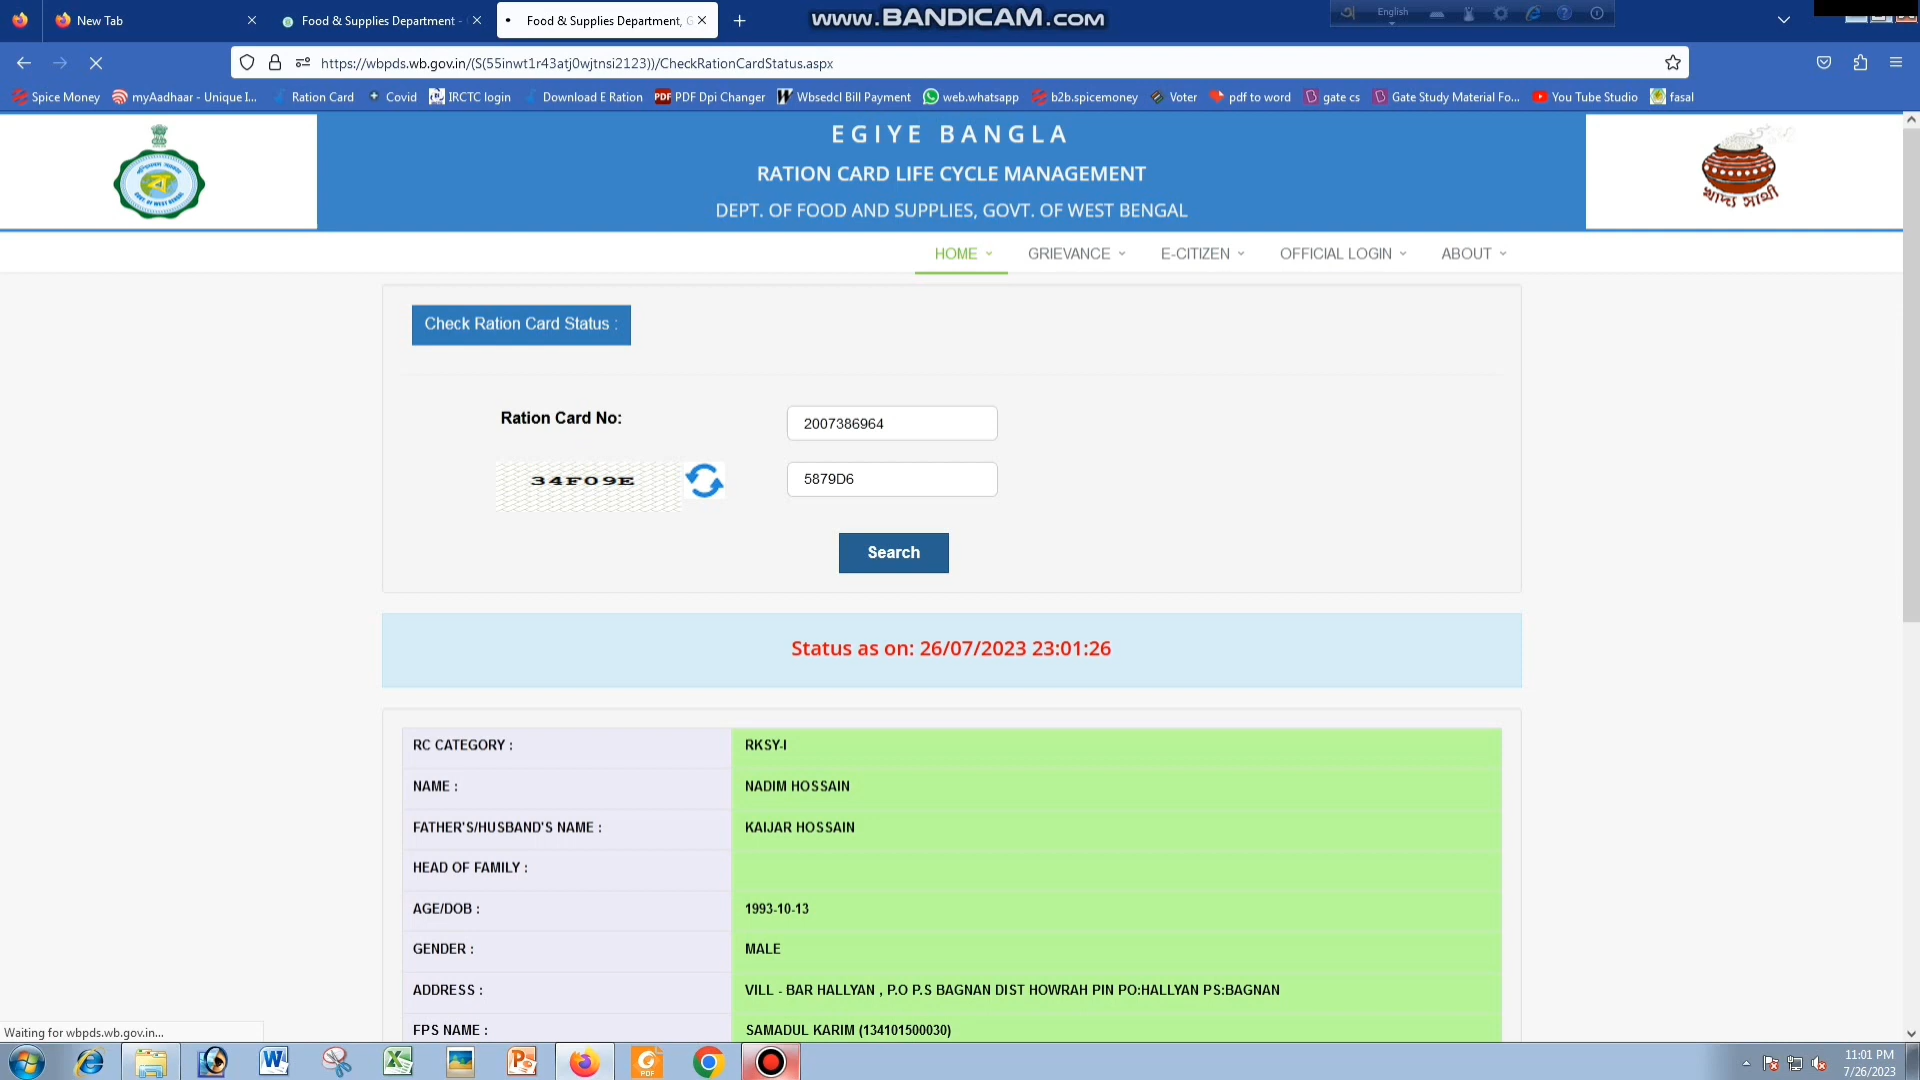 New Tab
Food & Supplies Department -
Food & Supplies Department, G
www.BANDICAM.com
English
https://wbpds.wb.gov.in/(S(55inwt1r43atj0wjtnsi2123))/CheckRationCardStatus.aspx
Spice Money
myAadhaar - Unique I...
Ration Card
Covid
IRCTC login
Download E Ration
PDF Dpi Changer
Wbsedcl Bill Payment
web.whatsapp
b2b.spicemoney
Voter
pdf to word
gate cs
Gate Study Material Fo...
You Tube Studio
fasal
EGIYE BANGLA
RATION CARD LIFE CYCLE MANAGEMENT
DEPT. OF FOOD AND SUPPLIES, GOVT. OF WEST BENGAL
খাদ্য সাথী
HOME
GRIEVANCE
E-CITIZEN
OFFICIAL LOGIN
ABOUT
Check Ration Card Status :
Ration Card No:
2007386964
34F09E
5879D6
Search
Status as on: 26/07/2023 23:01:26
RC CATEGORY : RKSY-I
NAME : NADIM HOSSAIN
FATHER'S/HUSBAND'S NAME : KAIJAR HOSSAIN
HEAD OF FAMILY :
AGE/DOB : 1993-10-13
GENDER : MALE
ADDRESS : VILL - BAR HALLYAN , P.O P.S BAGNAN DIST HOWRAH PIN PO:HALLYAN PS:BAGNAN
FPS NAME : SAMADUL KARIM (134101500030)
Waiting for wbpds.wb.gov.in...
11:01 PM
7/26/2023